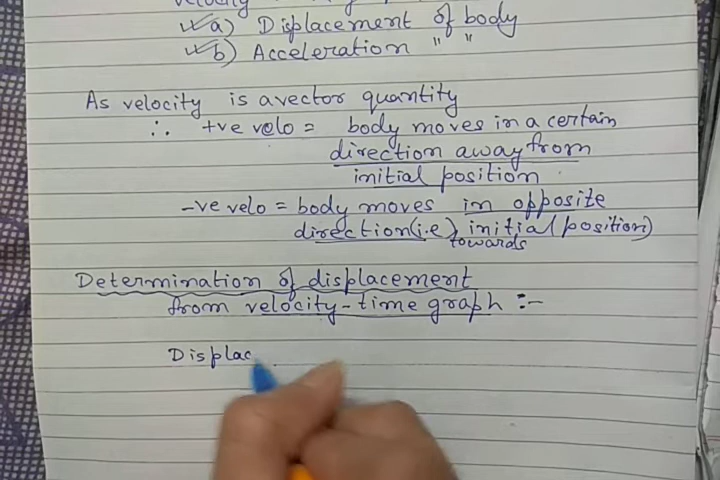 velocity
a) Displacement of body
b) Acceleration " "
As velocity is a vector quantity
∴ +ve velo = body moves in a certain
direction away from
initial position
-ve velo = body moves in opposite
direction (i.e) initial position)
towards
Determination of displacement
from velocity-time graph :-
Displac